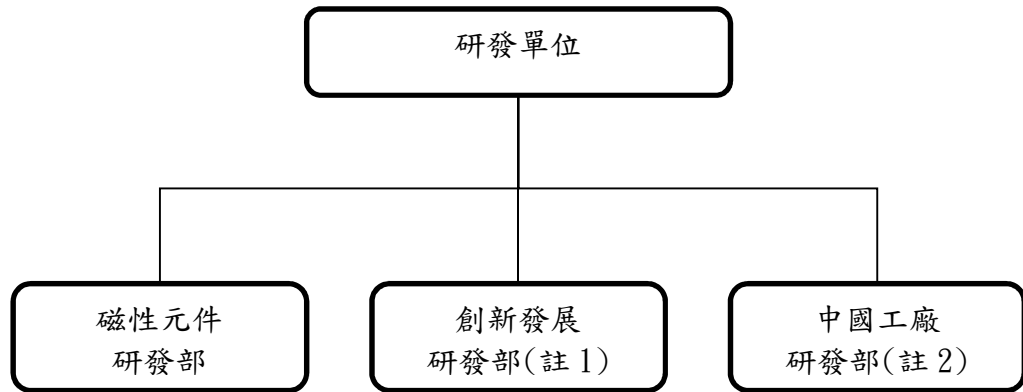 研發單位
磁性元件
研發部
創新發展
研發部(註 1)
中國工廠
研發部(註 2)